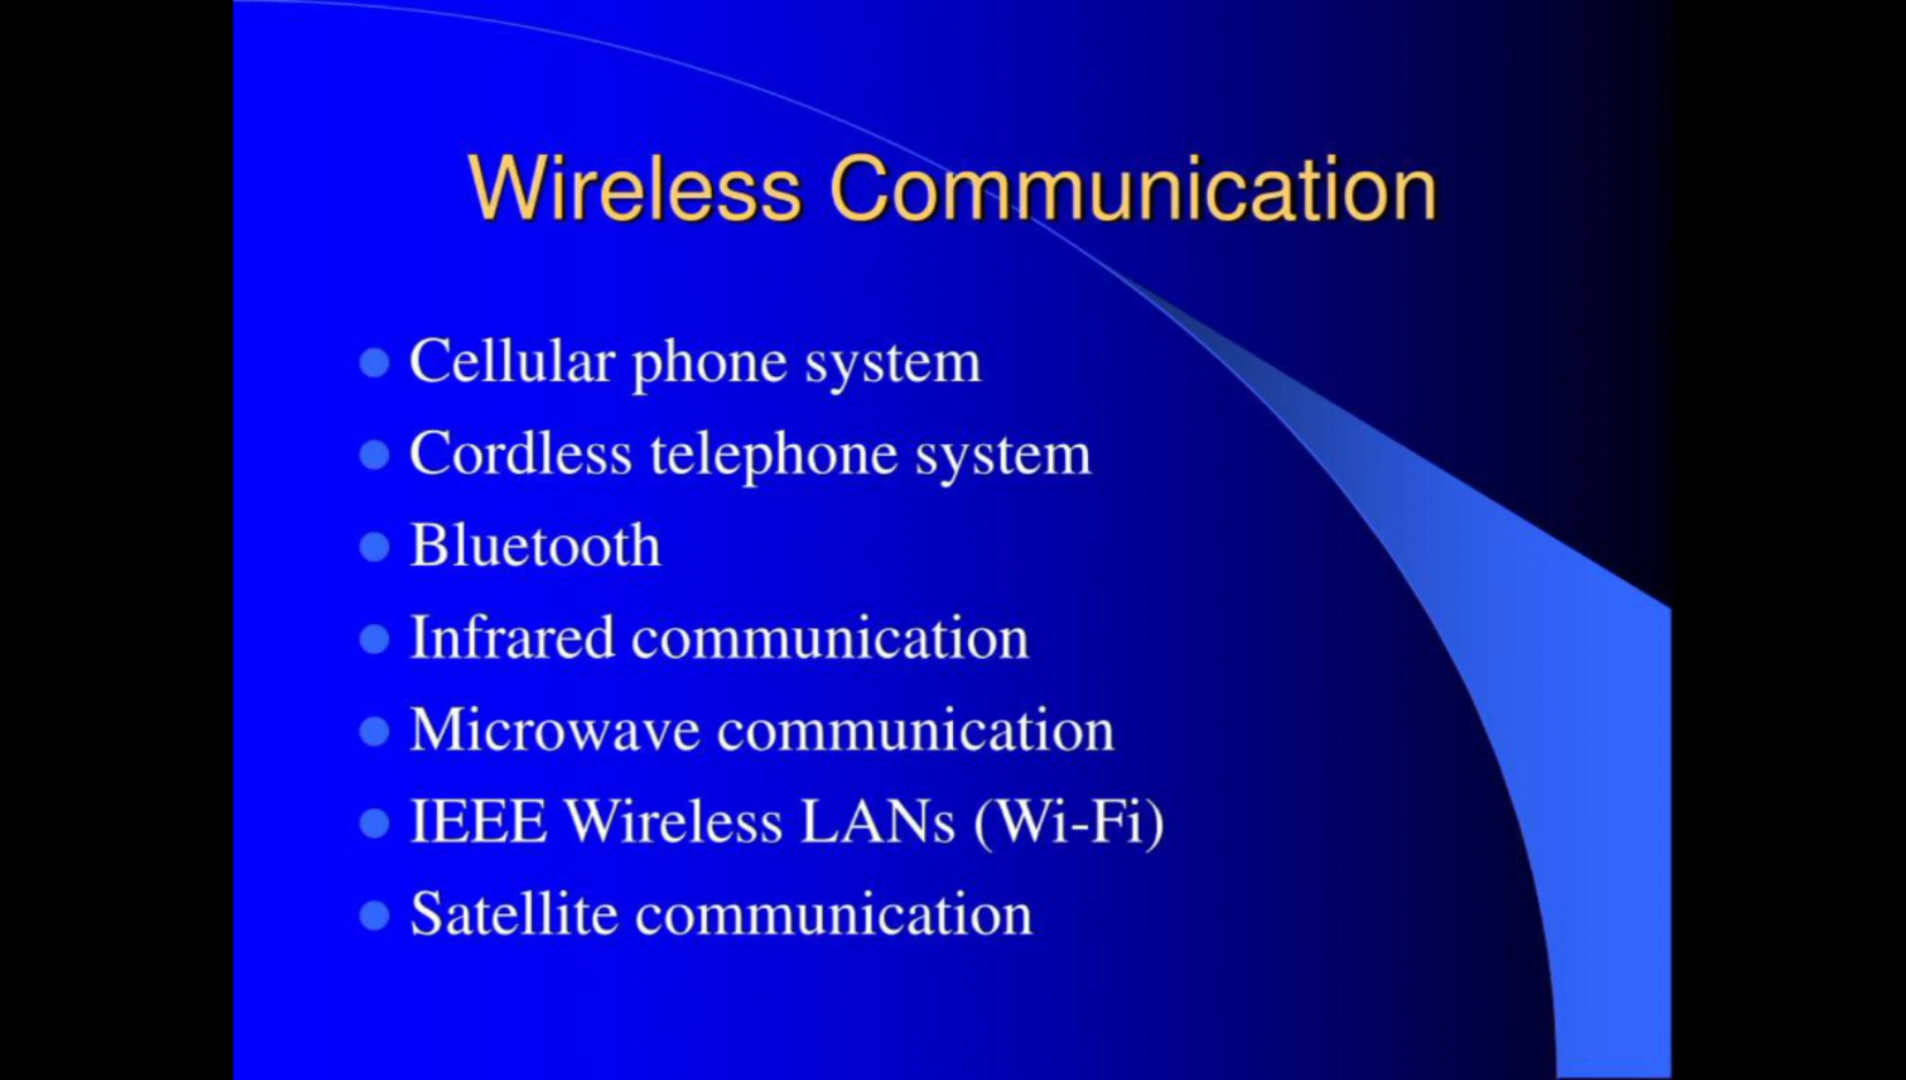 Wireless Communication
Cellular phone system
Cordless telephone system
Bluetooth
Infrared communication
Microwave communication
IEEE Wireless LANs (Wi-Fi)
Satellite communication